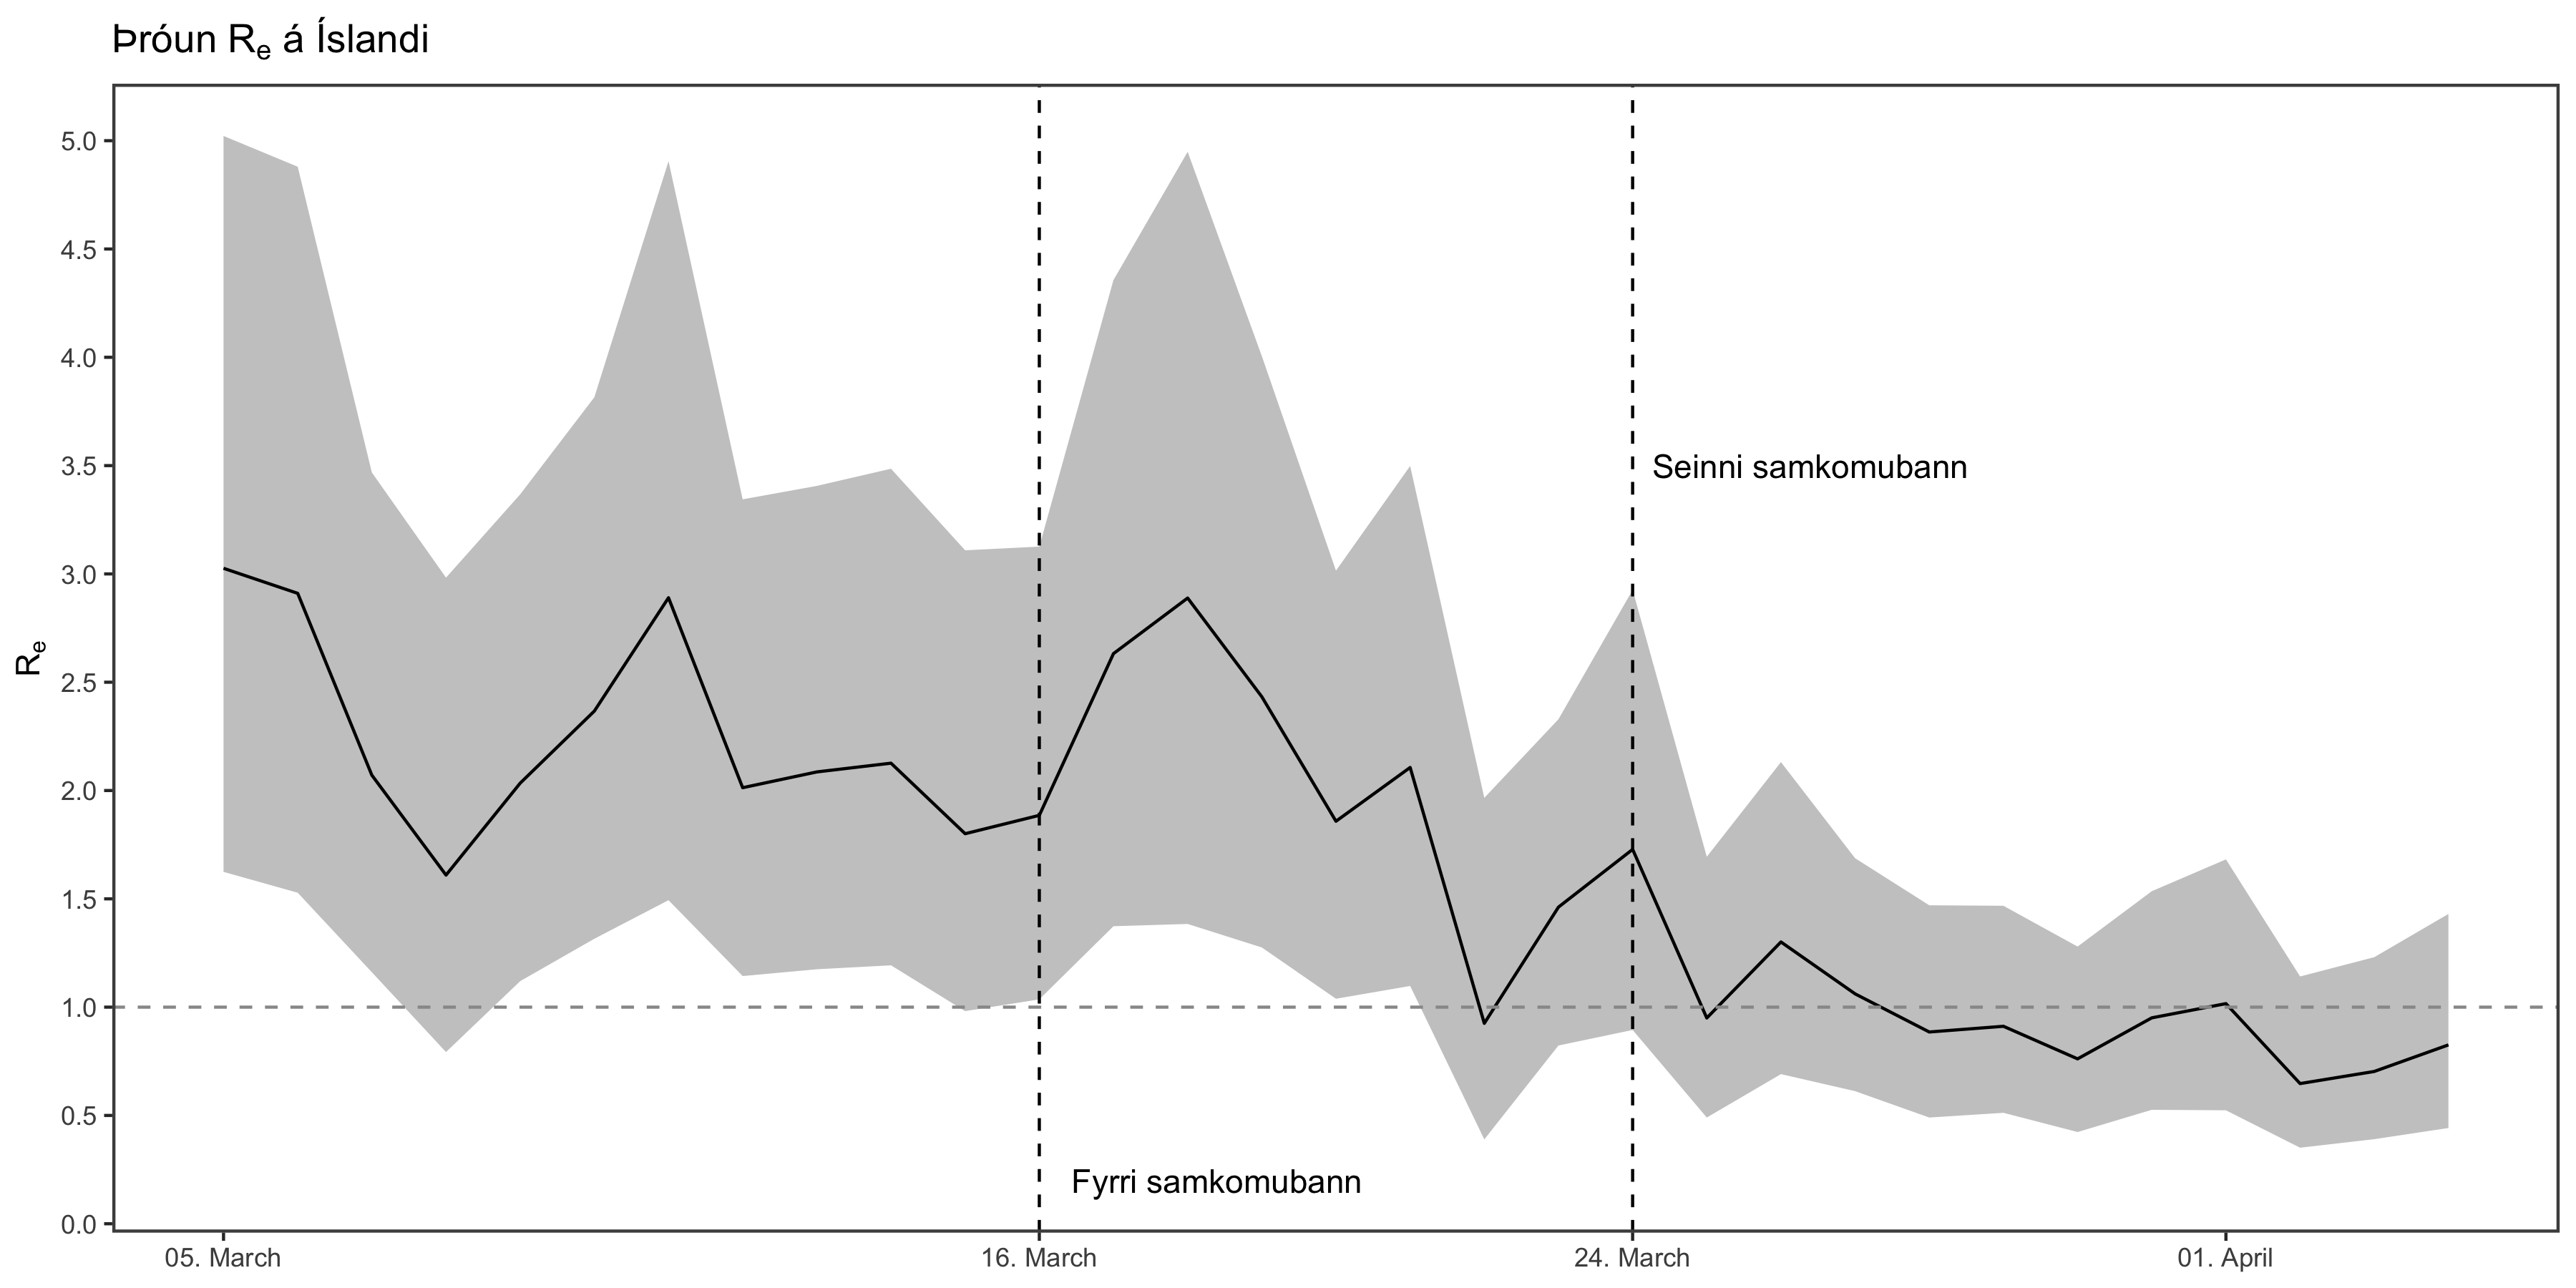 Þróun Re á Íslandi
5.0
4.5
4.0
3.5
3.0
2.5
2.0
1.5
1.0
0.5
0.0
Re
Seinni samkomubann
Fyrri samkomubann
05. March
16. March
24. March
01. April